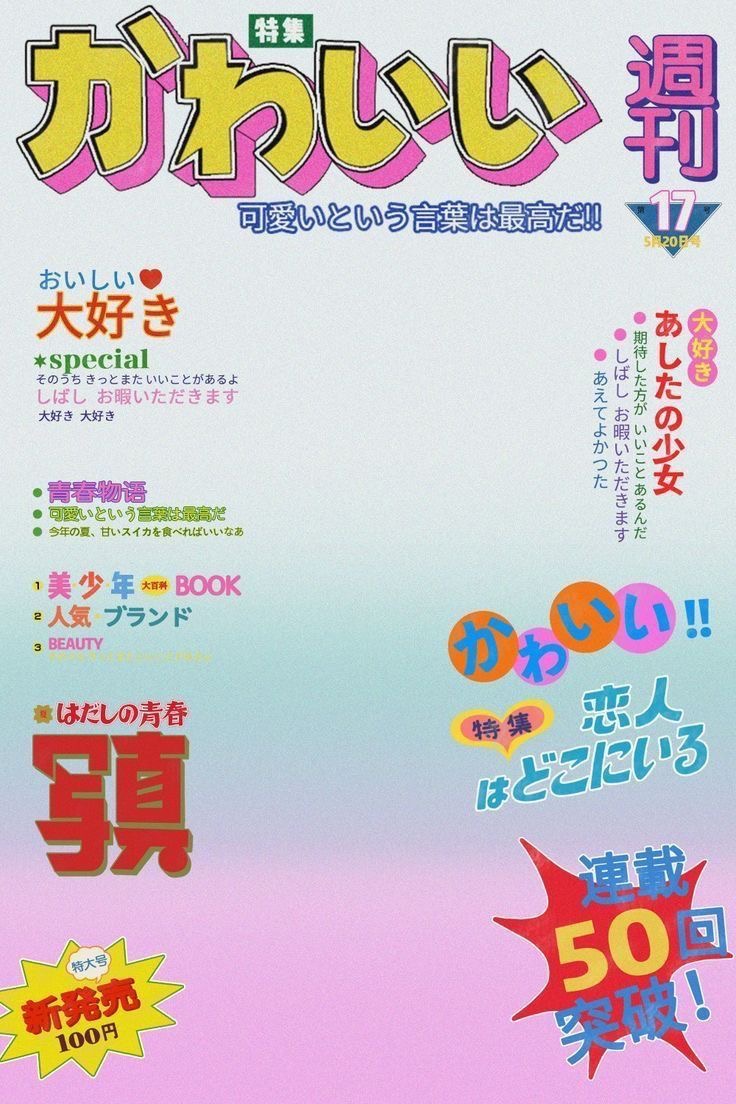 特集
かわいい
週刊
第17号
5月20日号
可愛いという言葉は最高だ!!
おいしい♥
大好き
*special
そのうち きっとまた いいことがあるよ
しばし お暇いただきます
大好き 大好き
大好き
あしたの少女
● 期待した方が いいこと あるんだ
● しばし お暇いただきます
● あえてよかつた
● 青春物语
● 可愛いという言葉は最高だ
● 今年の夏、甘いスイカを食べればいいなあ
1 美・少・年 大百科 BOOK
2 人気・ブランド
3 BEAUTY
かわいい!!
特集
恋人
はどこにいる
はだしの青春
写真
連載
50回
突破!
特大号
新発売
100円